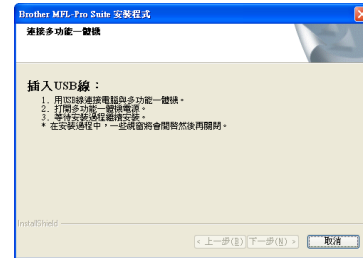 Brother MFL-Pro Suite 安裝程式
連接多功能一體機
插入USB線：
1. 用USB線連接電腦與多功能一體機。
2. 打開多功能一體機電源。
3. 等待安裝過程繼續安裝。
* 在安裝過程中，一些視窗將會開啓然後再關閉。
InstallShield
< 上一步(B) 下一步(N) > 取消